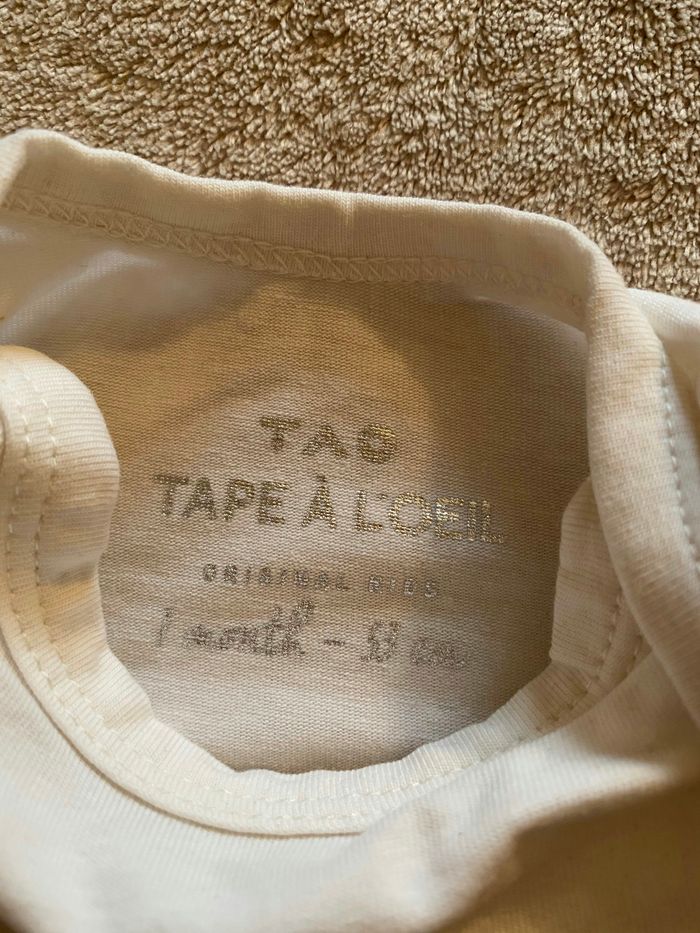 TAO
TAPE À L'OEIL
ORIGINAL KIDS
1 month - 53 cm